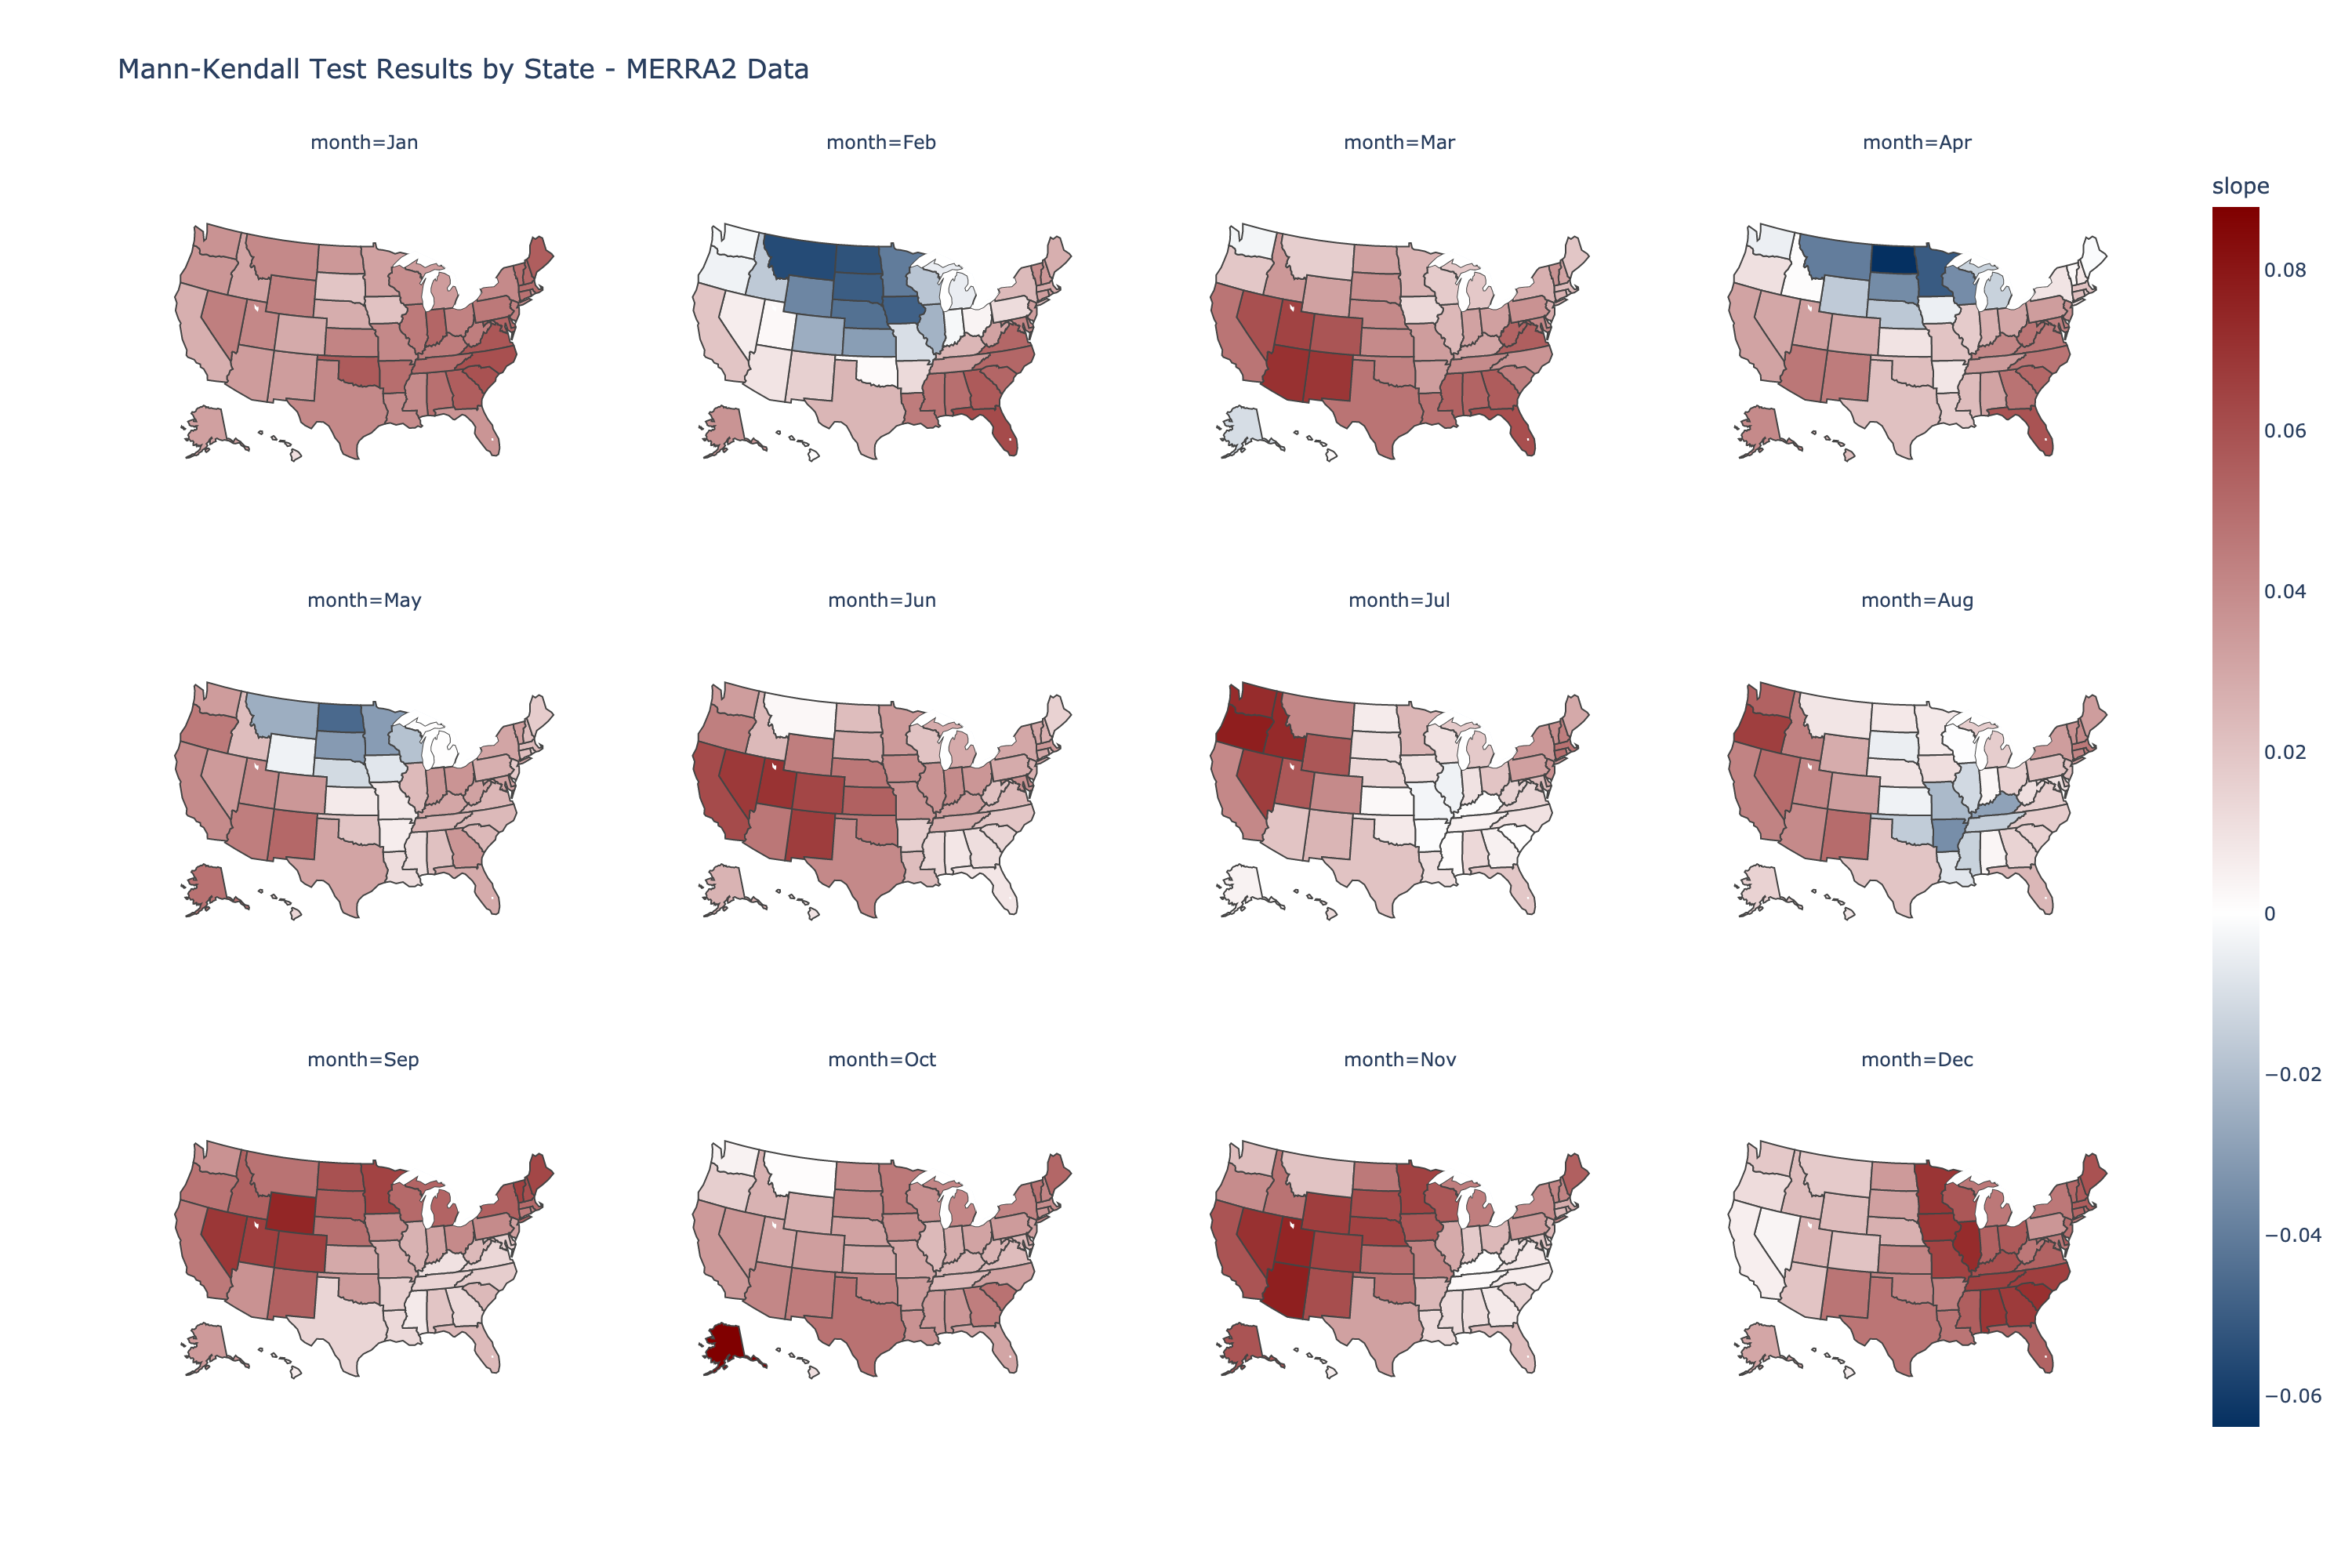 Mann-Kendall Test Results by State - MERRA2 Data
month=Jan
month=Feb
month=Mar
month=Apr
slope
0.08
0.06
0.04
0.02
0
−0.02
−0.04
−0.06
month=May
month=Jun
month=Jul
month=Aug
month=Sep
month=Oct
month=Nov
month=Dec